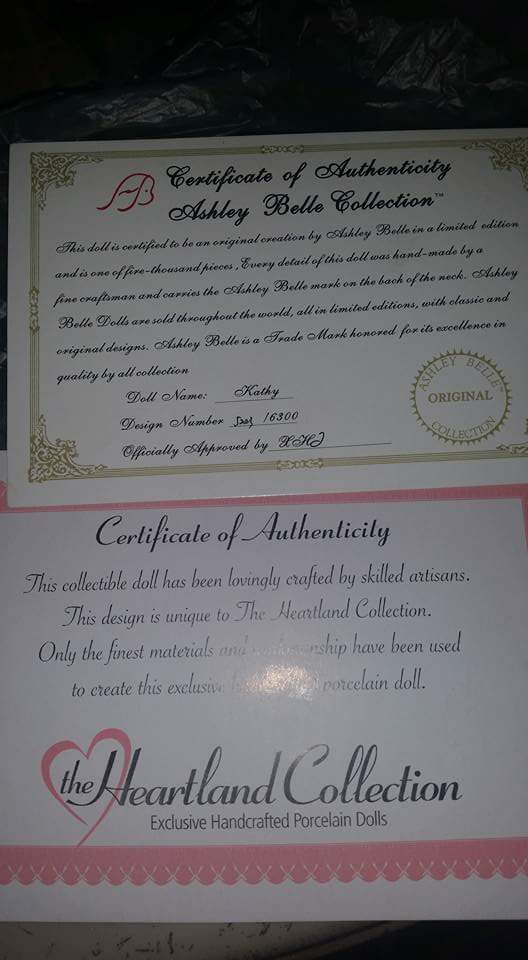 AB
Certificate of Authenticity
Ashley Belle Collection™
This doll is certified to be an original creation by Ashley Belle in a limited edition
and is one of five-thousand pieces, Every detail of this doll was hand-made by a
fine craftsman and carries the Ashley Belle mark on the back of the neck. Ashley
Belle Dolls are sold throughout the world, all in limited editions, with classic and
original designs. Ashley Belle is a Trade Mark honored for its excellence in
quality by all collection
Doll Name: Kathy
Design Number 16300
Officially Approved by
ASHLEY BELLE
ORIGINAL
COLLECTION
Certificate of Authenticity
This collectible doll has been lovingly crafted by skilled artisans.
This design is unique to The Heartland Collection.
Only the finest materials and have been used
to create this exclusive porcelain doll.
the Heartland Collection
Exclusive Handcrafted Porcelain Dolls